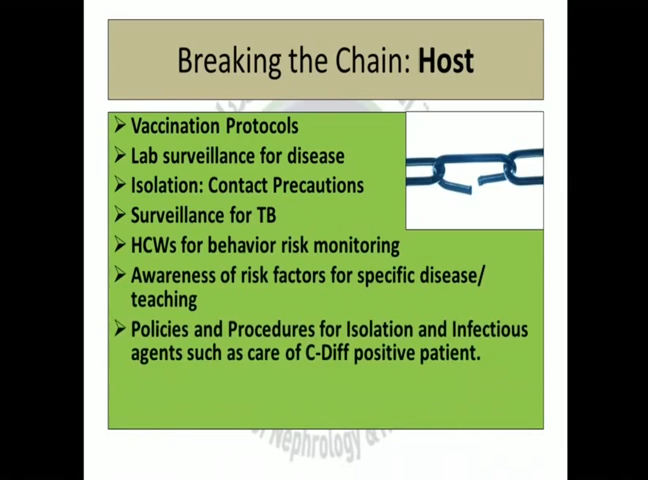 Breaking the Chain: Host
➢ Vaccination Protocols
➢ Lab surveillance for disease
➢ Isolation: Contact Precautions
➢ Surveillance for TB
➢ HCWs for behavior risk monitoring
➢ Awareness of risk factors for specific disease/
teaching
➢ Policies and Procedures for Isolation and Infectious
agents such as care of C-Diff positive patient.
Nephrology &